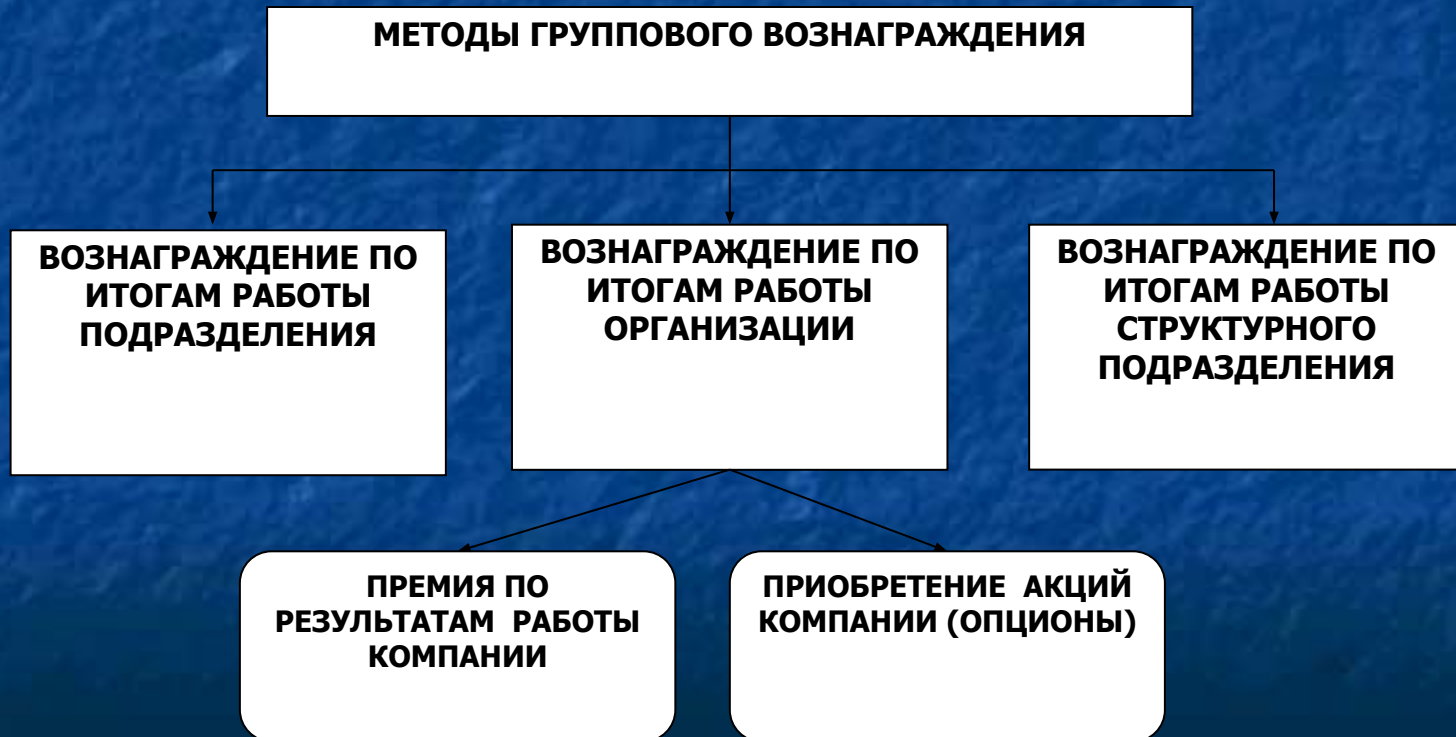 МЕТОДЫ ГРУППОВОГО ВОЗНАГРАЖДЕНИЯ
ВОЗНАГРАЖДЕНИЕ ПО
ИТОГАМ РАБОТЫ
ПОДРАЗДЕЛЕНИЯ
ВОЗНАГРАЖДЕНИЕ ПО
ИТОГАМ РАБОТЫ
ОРГАНИЗАЦИИ
ВОЗНАГРАЖДЕНИЕ ПО
ИТОГАМ РАБОТЫ
СТРУКТУРНОГО
ПОДРАЗДЕЛЕНИЯ
ПРЕМИЯ ПО
РЕЗУЛЬТАТАМ РАБОТЫ
КОМПАНИИ
ПРИОБРЕТЕНИЕ АКЦИЙ
КОМПАНИИ (ОПЦИОНЫ)